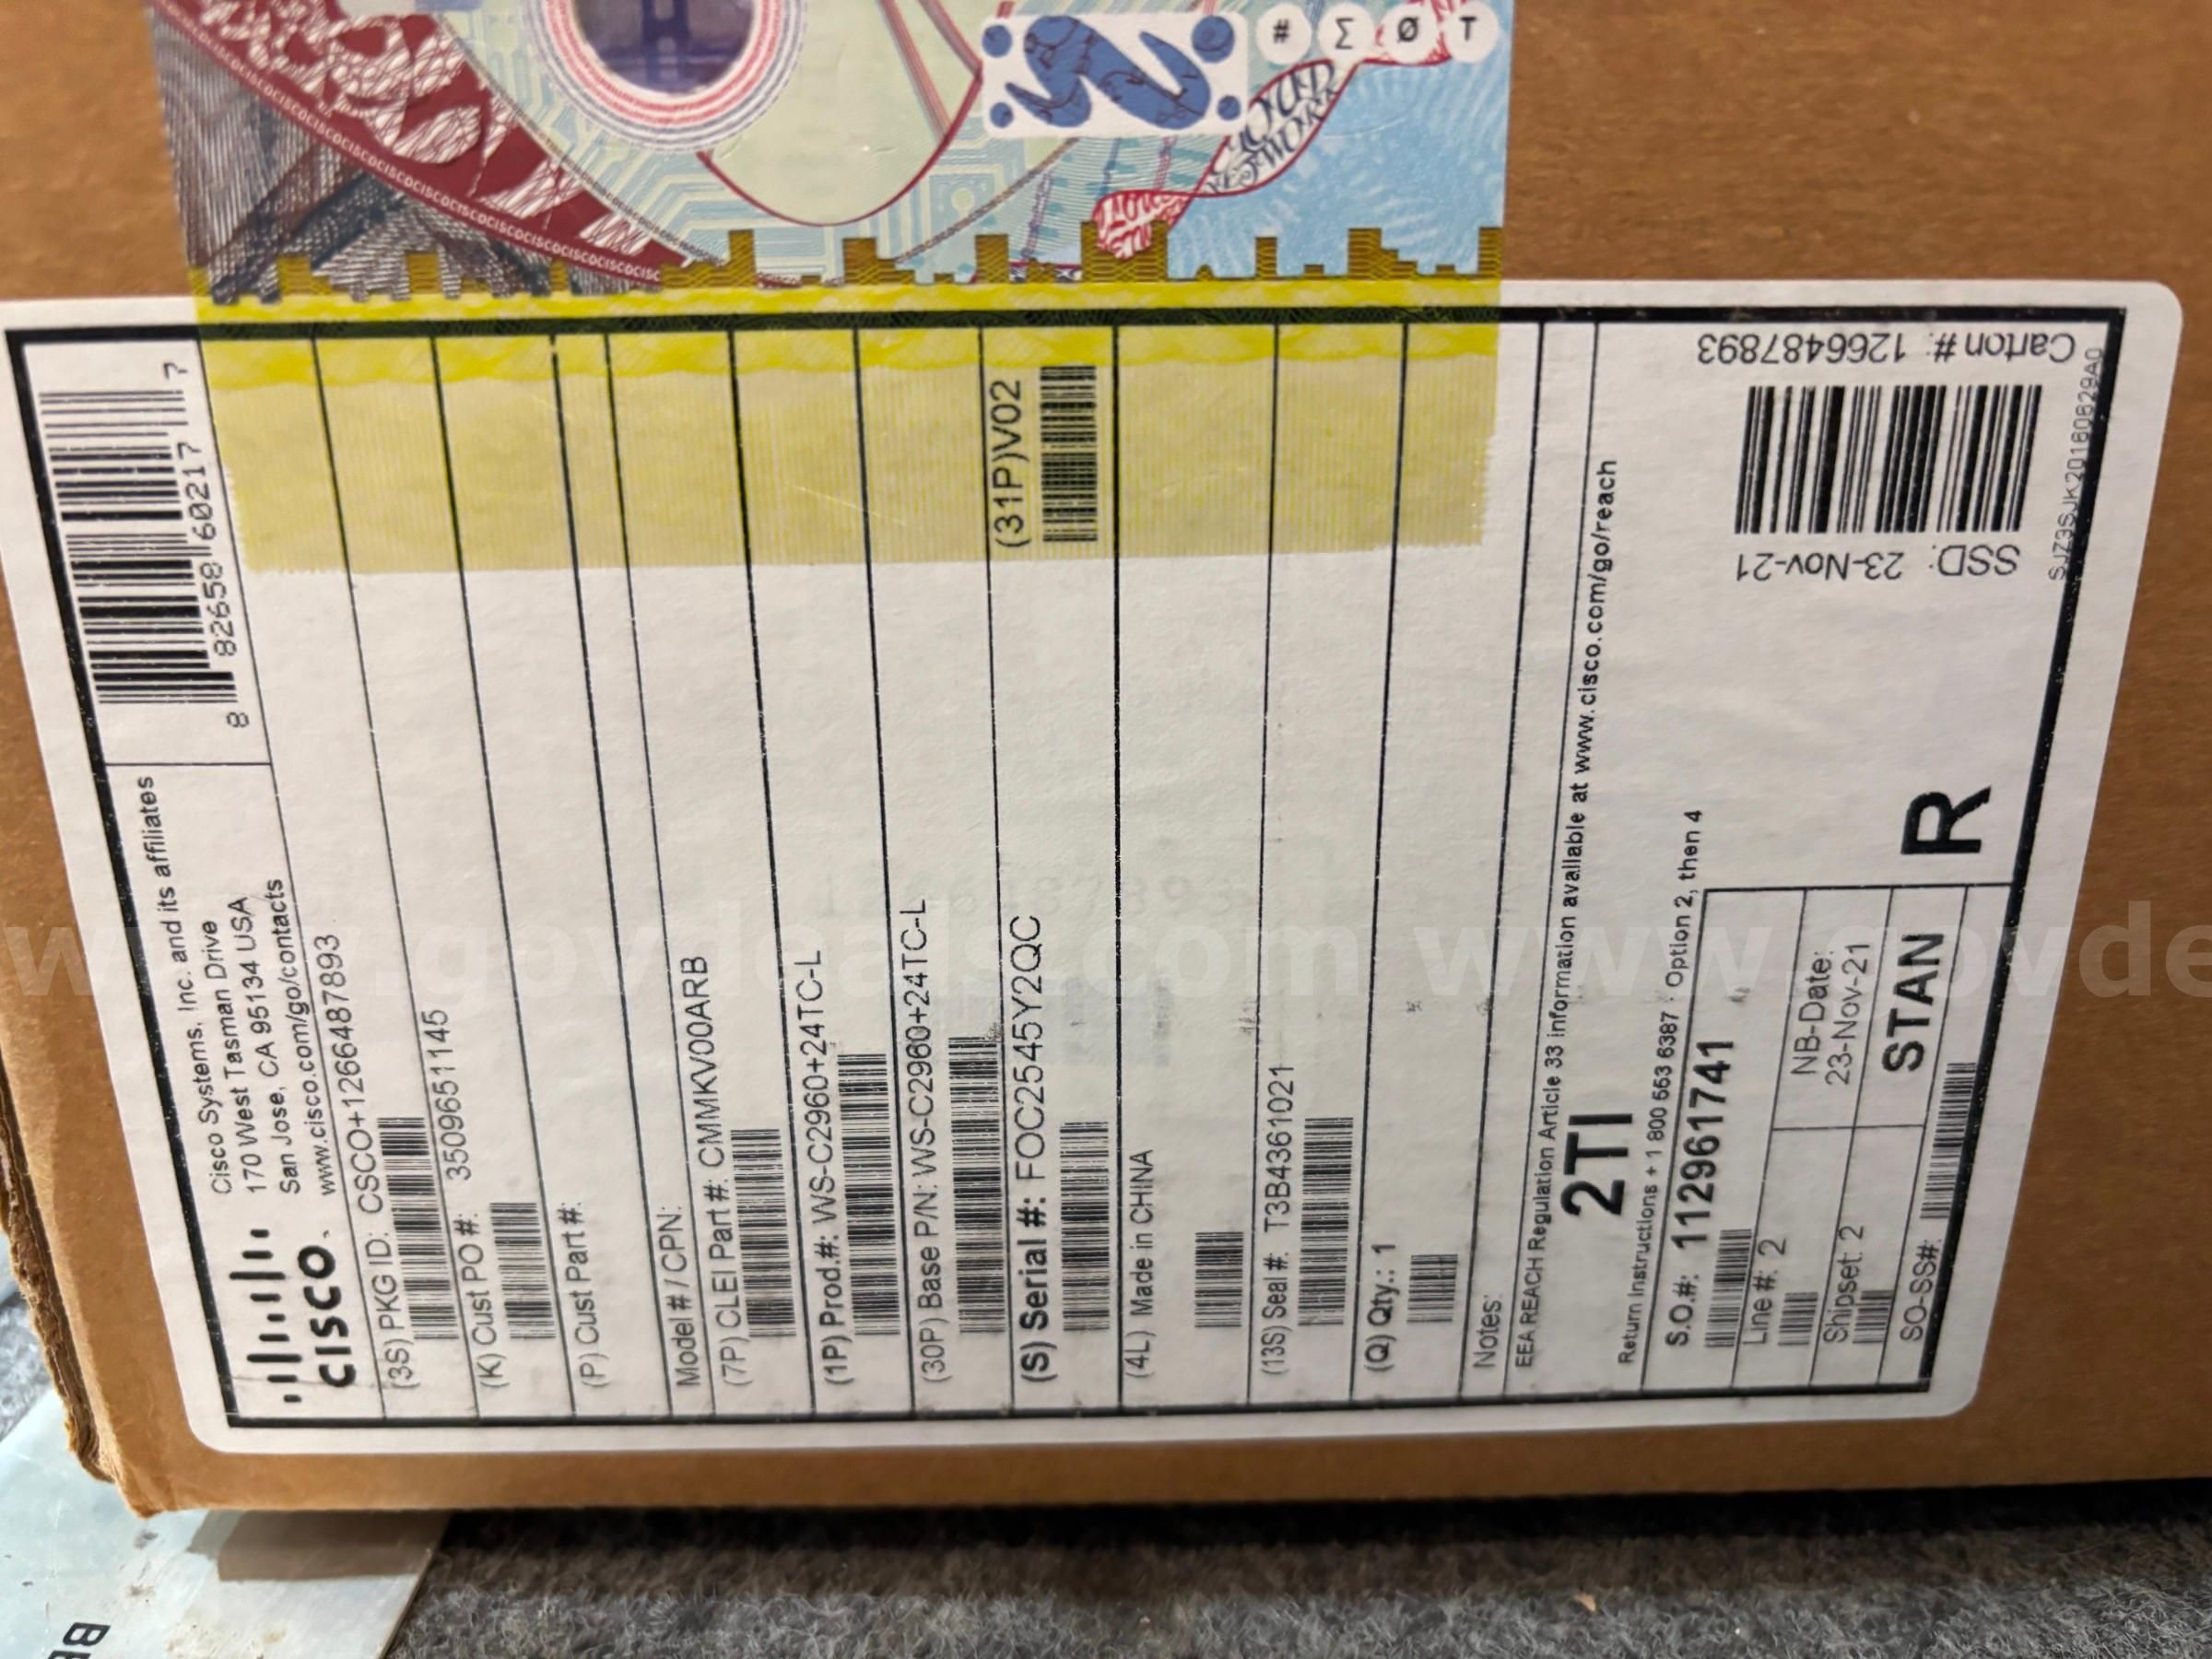 # Σ Ø T
8 82658 60217 7
Cisco Systems, Inc. and its affiliates
170 West Tasman Drive
San Jose, CA 95134 USA
www.cisco.com/go/contacts
CISCO
(3S) PKG ID: CSCO+1266487893
(K) Cust PO #: 3509651145
(P) Cust Part #:
Model # / CPN:
(7P) CLEI Part #: CMMKV00ARB
(1P) Prod.#: WS-C2960+24TC-L
(30P) Base P/N: WS-C2960+24TC-L
(31P)V02
(S) Serial #: FOC2545Y2QC
(4L) Made in CHINA
(13S) Seal #: T3B4361021
(Q) Qty.: 1
Notes:
EEA REACH Regulation Article 33 information available at www.cisco.com/go/reach
2TI
Return Instructions + 1 800 553 6387 · Option 2, then 4
S.O.#: 112961741
Line #: 2
NB-Date:
23-Nov-21
Shipset: 2
STAN
R
SO-SS#:
Carton #: 1266487893
SSD: 23-Nov-21
SJZ3SJK20180829A0
www.govdeals.com www.govde